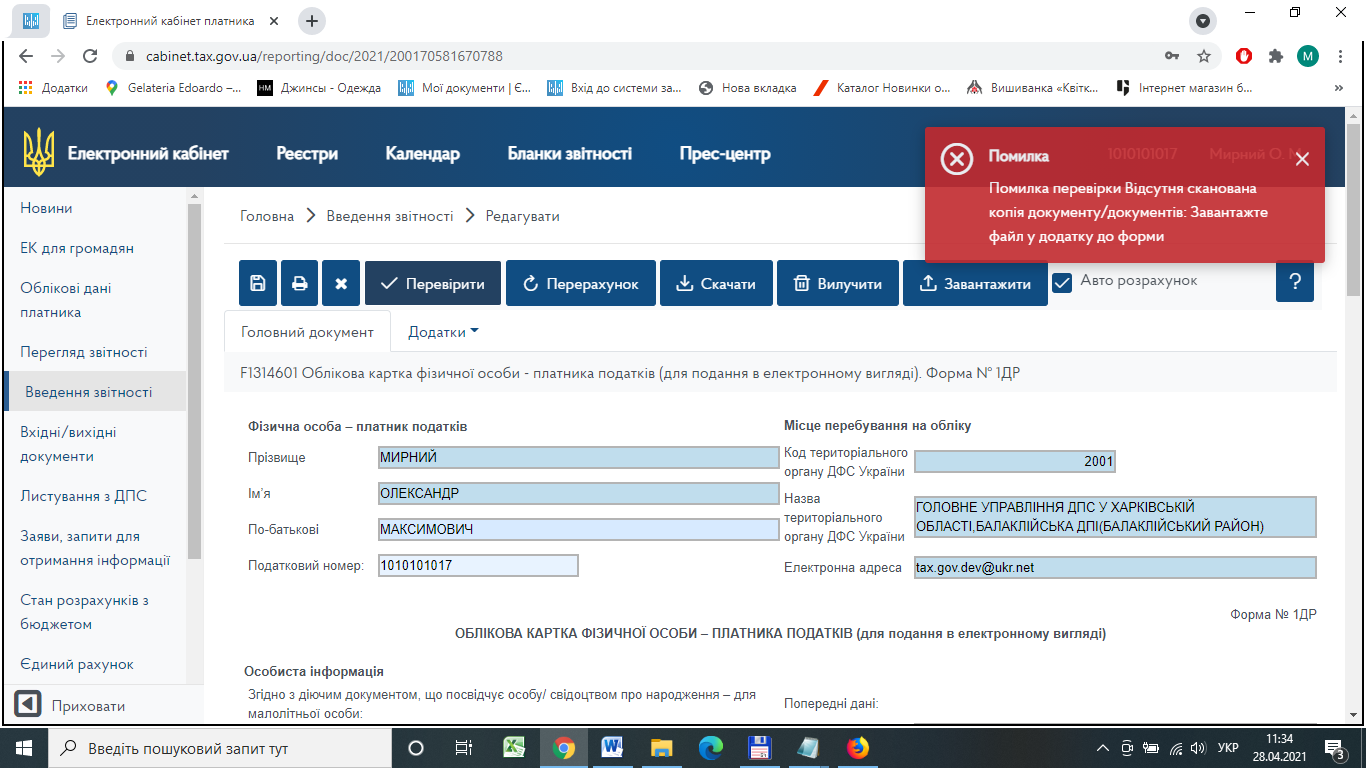 Електронний кабінет платника
cabinet.tax.gov.ua/reporting/doc/2021/200170581670788
M
Додатки
Gelateria Edoardo –...
HM
Джинсы - Одежда
Мої документи | Є...
Вхід до системи за...
Нова вкладка
Каталог Новинки о...
Вишиванка «Квітк...
Інтернет магазин б...
»
Електронний кабінет
Реєстри
Календар
Бланки звітності
Прес-центр
1010101017
Мирний О. М
Помилка
Помилка перевірки Відсутня сканована
копія документу/документів: Завантажте
файл у додатку до форми
Новини
ЕК для громадян
Облікові дані
платника
Перегляд звітності
Введення звітності
Вхідні/вихідні
документи
Листування з ДПС
Заяви, запити для
отримання інформації
Стан розрахунків з
бюджетом
Єдиний рахунок
Приховати
Головна
Введення звітності
Редагувати
Перевірити
Перерахунок
Скачати
Вилучити
Завантажити
Авто розрахунок
?
Головний документ
Додатки
F1314601 Облікова картка фізичної особи - платника податків (для подання в електронному вигляді). Форма № 1ДР
Фізична особа – платник податків
Прізвище
МИРНИЙ
Ім'я
ОЛЕКСАНДР
По-батькові
МАКСИМОВИЧ
Податковий номер:
1010101017
Місце перебування на обліку
Код територіального
органу ДФС України
2001
Назва
територіального
органу ДФС України
ГОЛОВНЕ УПРАВЛІННЯ ДПС У ХАРКІВСЬКІЙ
ОБЛАСТІ,БАЛАКЛІЙСЬКА ДПІ(БАЛАКЛІЙСЬКИЙ РАЙОН)
Електронна адреса
tax.gov.dev@ukr.net
Форма № 1ДР
ОБЛІКОВА КАРТКА ФІЗИЧНОЇ ОСОБИ – ПЛАТНИКА ПОДАТКІВ (для подання в електронному вигляді)
Особиста інформація
Згідно з діючим документом, що посвідчує особу/ свідоцтвом про народження – для
малолітньої особи:
Попередні дані:
Введіть пошуковий запит тут
УКР
11:34
28.04.2021
3